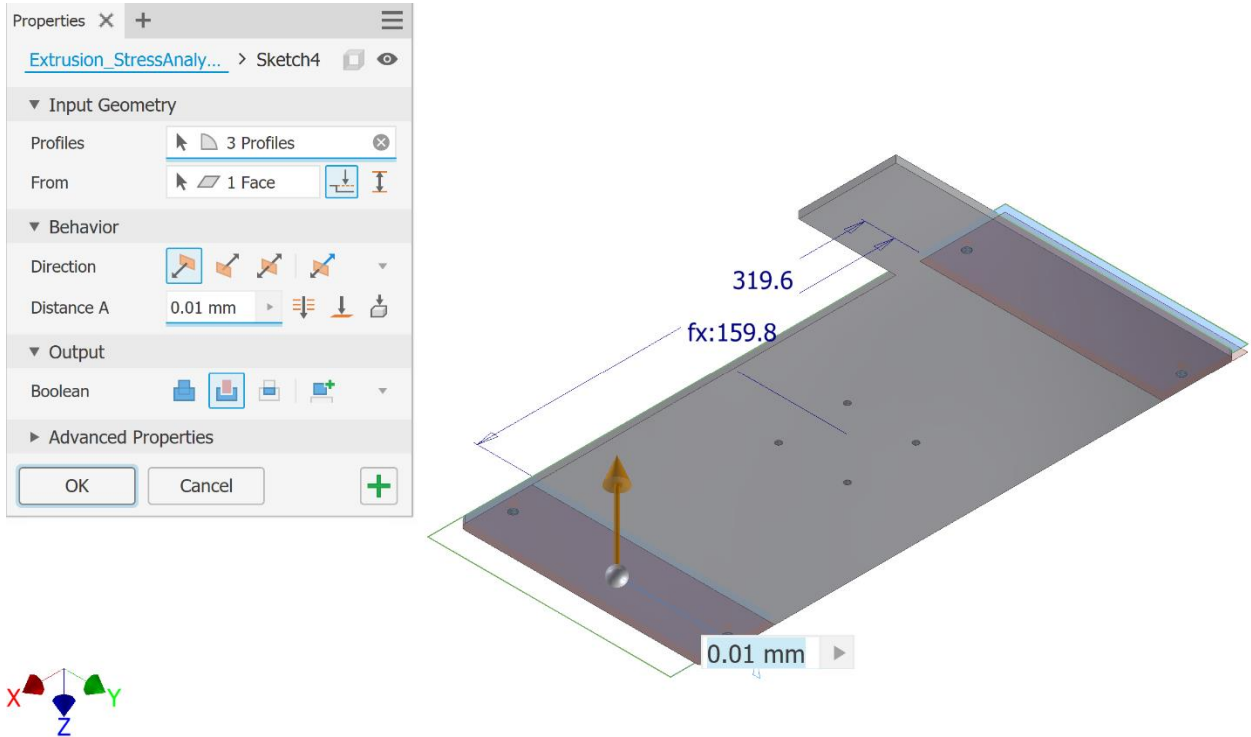 Properties
Extrusion_StressAnaly... > Sketch4
Input Geometry
Profiles 3 Profiles
From 1 Face
Behavior
Direction
Distance A 0.01 mm
Output
Boolean
Advanced Properties
OK Cancel
319.6
fx:159.8
0.01 mm
X Y
Z